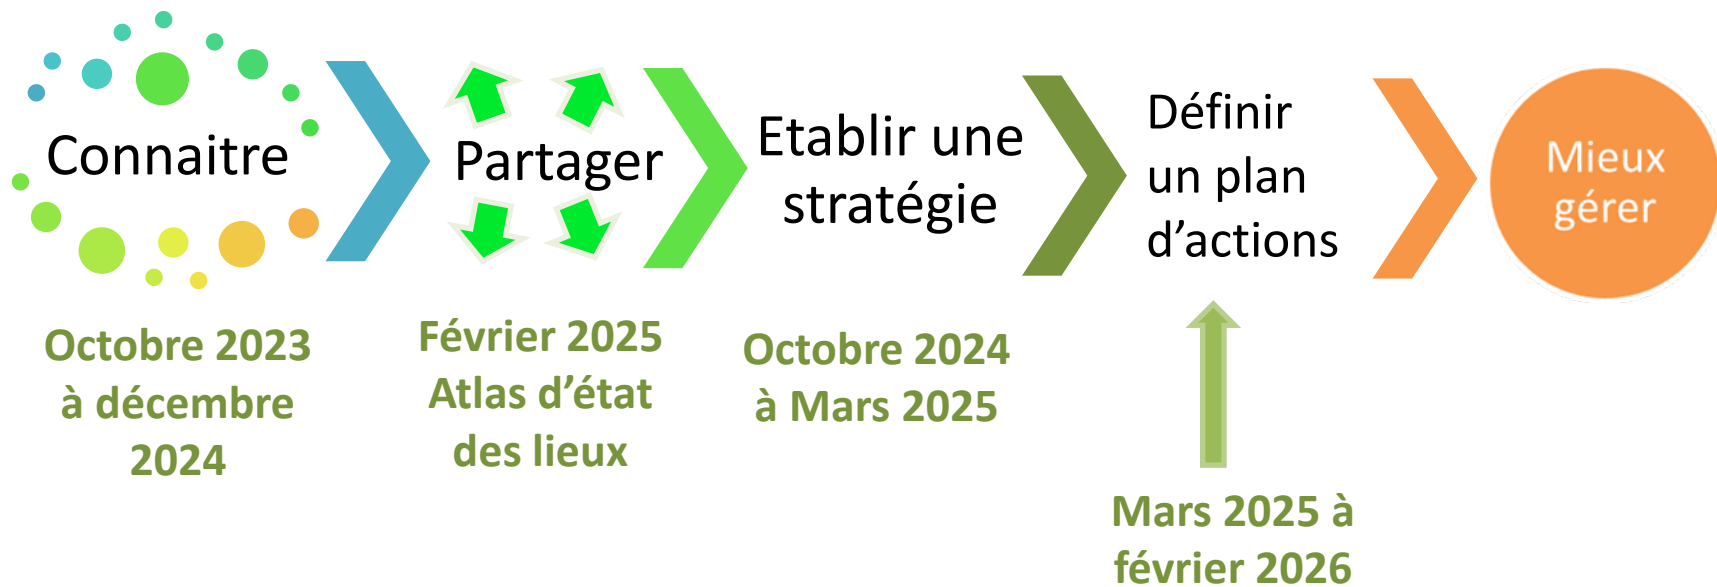 Connaitre
Partager
Etablir une
stratégie
Définir
un plan
d’actions
Mieux
gérer
Octobre 2023
à décembre
2024
Février 2025
Atlas d’état
des lieux
Octobre 2024
à Mars 2025
Mars 2025 à
février 2026